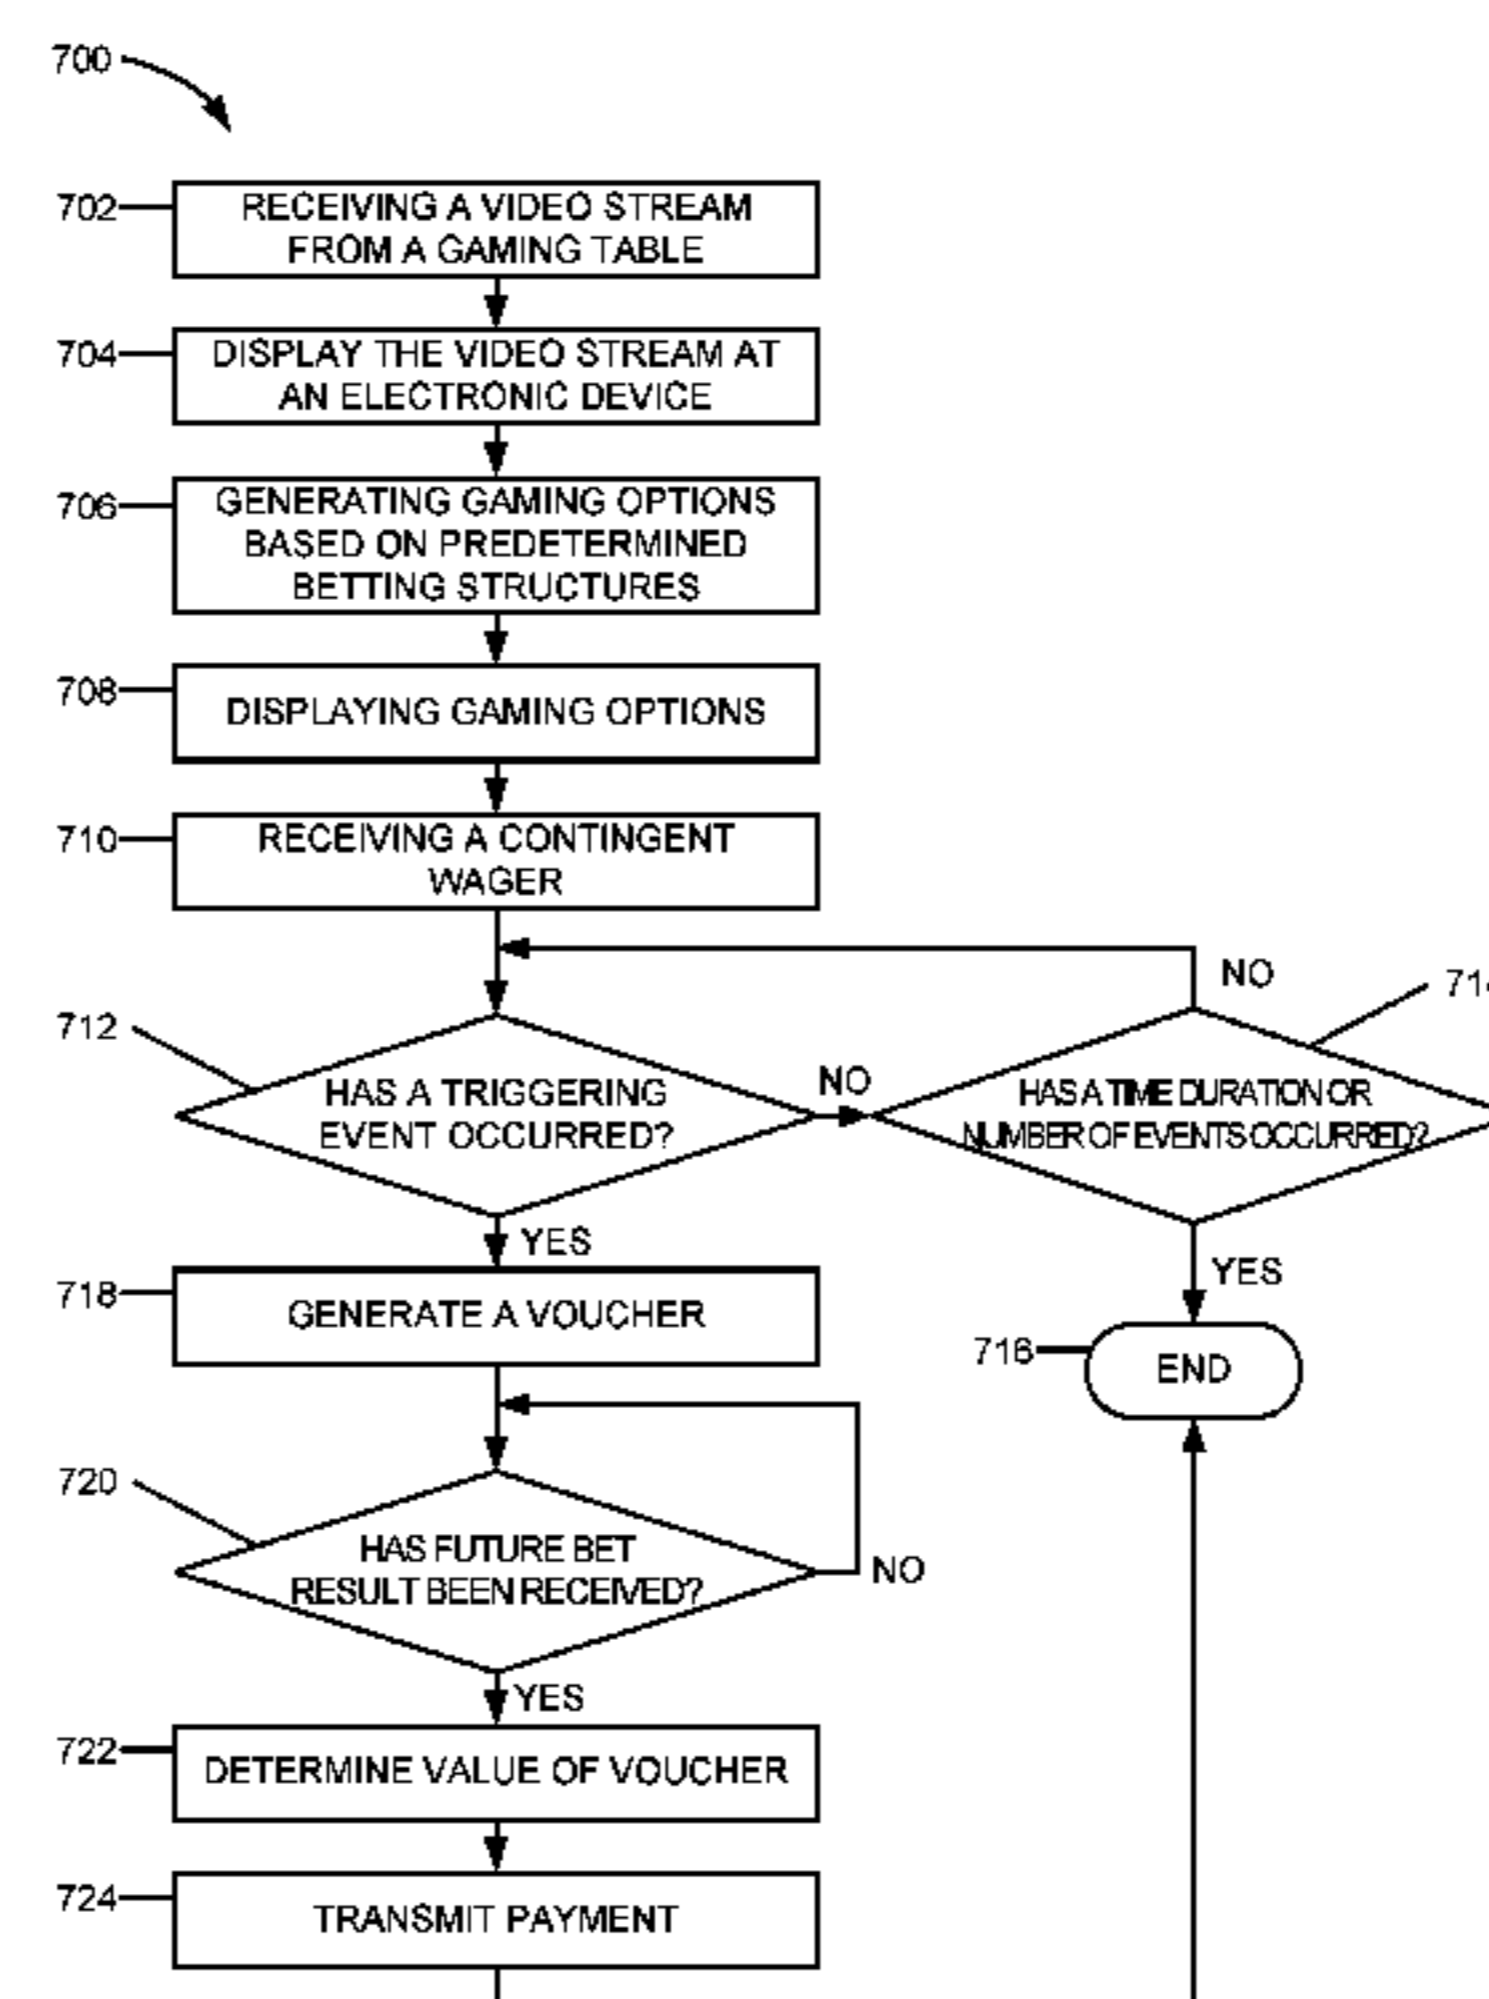 700
702
RECEIVING A VIDEO STREAM
FROM A GAMING TABLE
704
DISPLAY THE VIDEO STREAM AT
AN ELECTRONIC DEVICE
706
GENERATING GAMING OPTIONS
BASED ON PREDETERMINED
BETTING STRUCTURES
708
DISPLAYING GAMING OPTIONS
710
RECEIVING A CONTINGENT
WAGER
NO
712
HAS A TRIGGERING
EVENT OCCURRED?
NO
HAS A TIME DURATION OR
NUMBER OF EVENTS OCCURRED?
YES
YES
718
GENERATE A VOUCHER
716
END
720
HAS FUTURE BET
RESULT BEEN RECEIVED?
NO
YES
722
DETERMINE VALUE OF VOUCHER
724
TRANSMIT PAYMENT